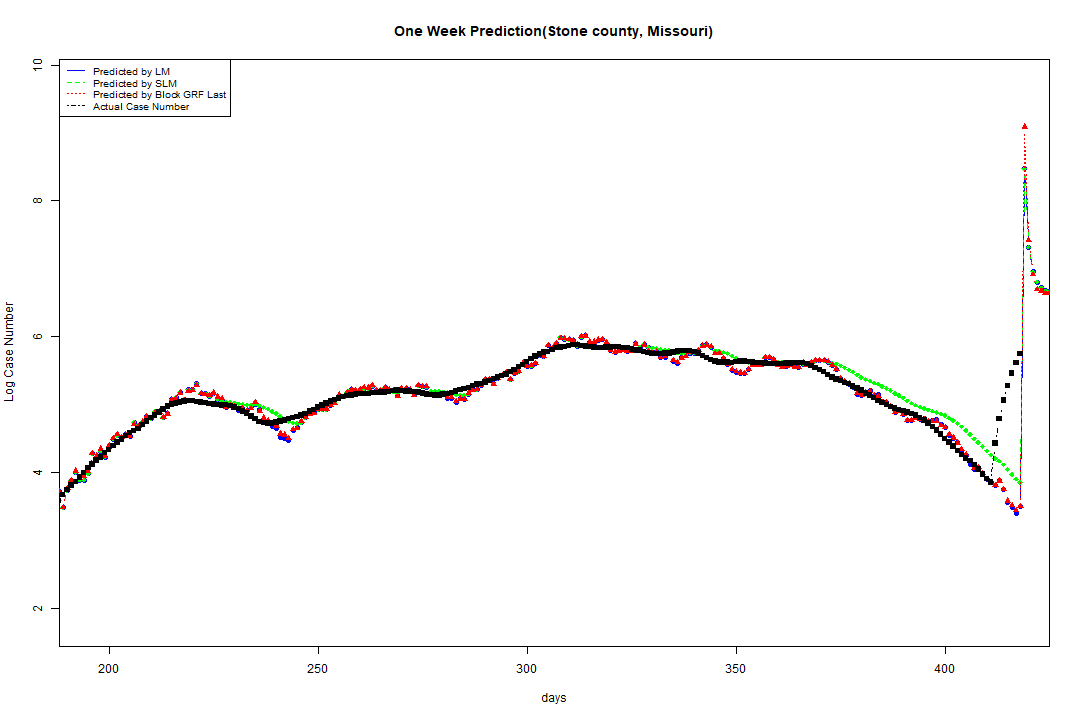 One Week Prediction(Stone county, Missouri)
Predicted by LM
Predicted by SLM
Predicted by Block GRF Last
Actual Case Number
10
8
6
4
2
Log Case Number
200 250 300 350 400
days